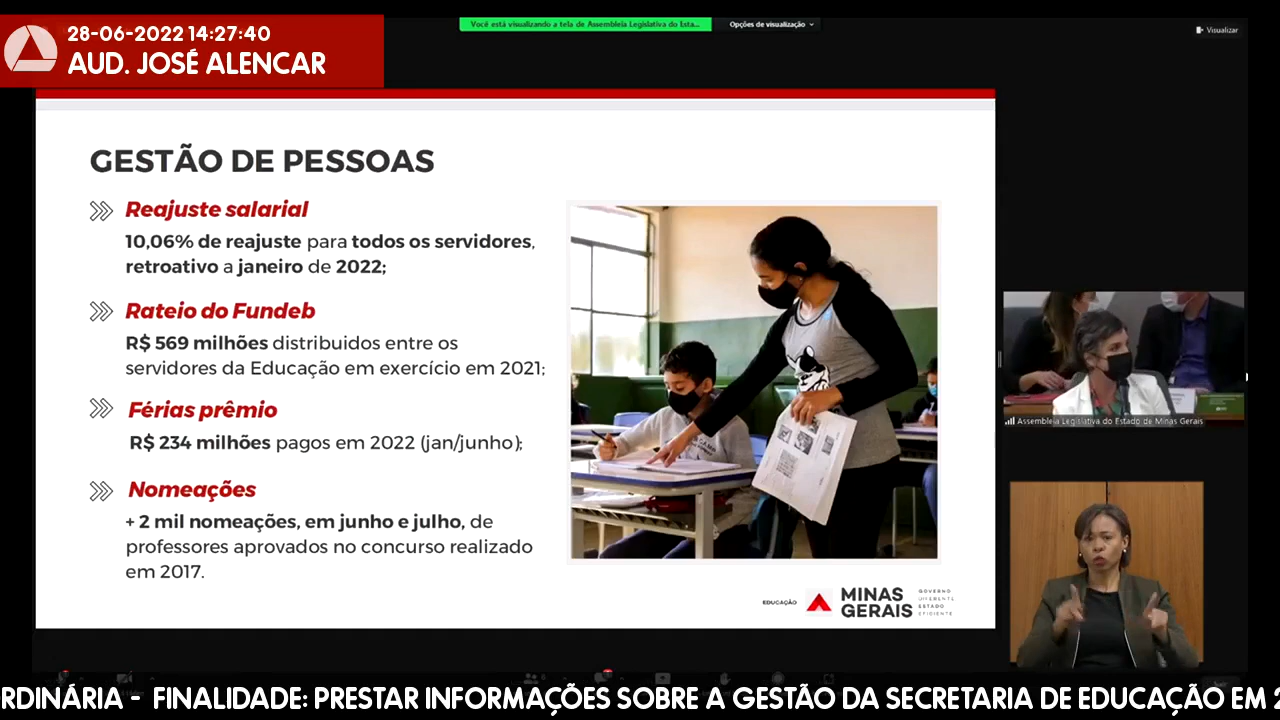 Você está visualizando a tela de Assembleia Legislativa do Esta...
Opções de visualização
Visualizar
28-06-2022 14:27:40
AUD. JOSÉ ALENCAR
GESTÃO DE PESSOAS
Reajuste salarial
10,06% de reajuste para todos os servidores,
retroativo a janeiro de 2022;
Rateio do Fundeb
R$ 569 milhões distribuidos entre os
servidores da Educação em exercício em 2021;
Férias prêmio
R$ 234 milhões pagos em 2022 (jan/junho);
Nomeações
+ 2 mil nomeações, em junho e julho, de
professores aprovados no concurso realizado
em 2017.
EDUCAÇÃO
MINAS
GERAIS
GOVERNO
DIFERENTE
ESTADO
EFICIENTE
Assembleia Legislativa do Estado de Minas Gerais
RDINÁRIA - FINALIDADE: PRESTAR INFORMAÇÕES SOBRE A GESTÃO DA SECRETARIA DE EDUCAÇÃO EM 2